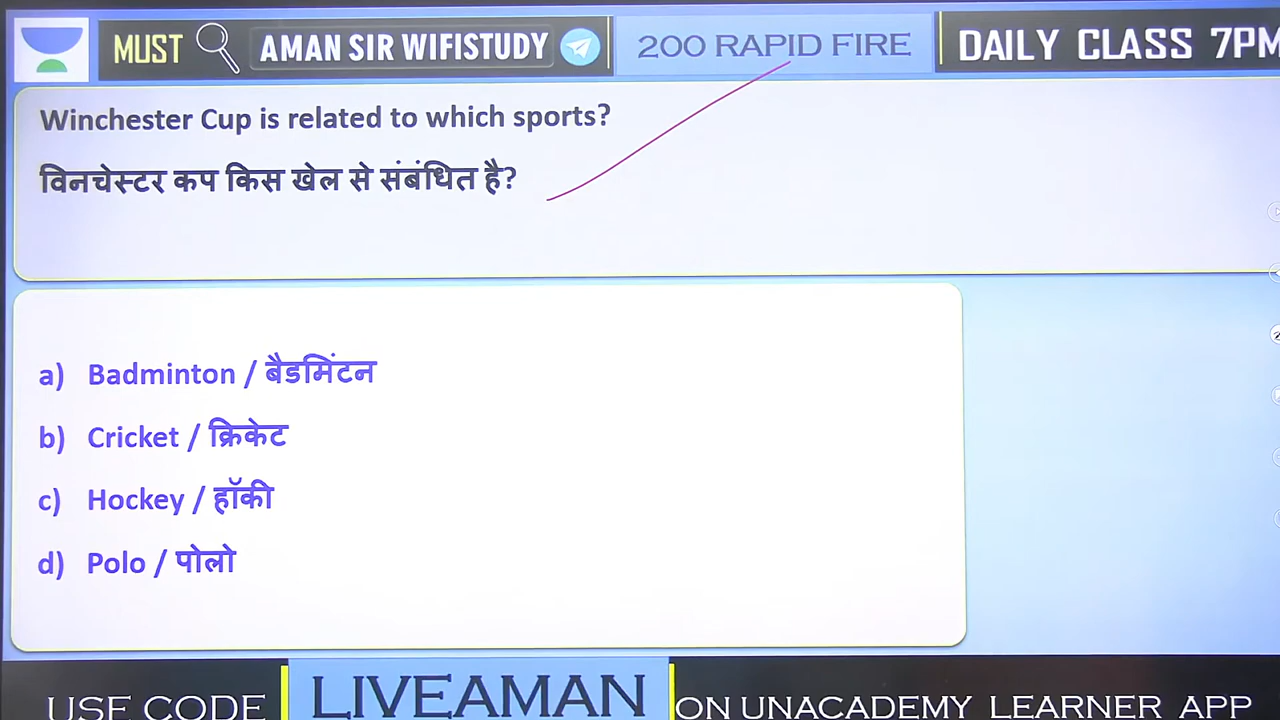 MUST AMAN SIR WIFISTUDY 200 RAPID FIRE DAILY CLASS 7PM
Winchester Cup is related to which sports?
विनचेस्टर कप किस खेल से संबंधित है?
a) Badminton / बैडमिंटन
b) Cricket / क्रिकेट
c) Hockey / हॉकी
d) Polo / पोलो
USE CODE LIVEAMAN ON UNACADEMY LEARNER APP